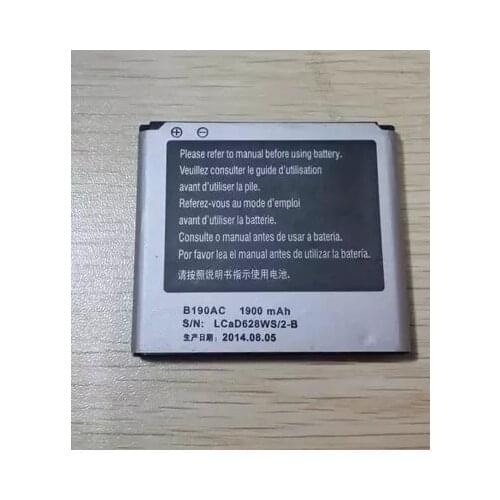 Please refer to manual before using battery.
Veuillez consulter le guide d'utilisation
avant d'utiliser la pile.
Referez-vous au mode d'emploi
avant d'utiliser la batterie.
Consulte o manual antes de usar à bateria.
Por favor lea el manual antes de utilizar la batería.
请按照说明书指示使用电池.
B190AC 1900 mAh
S/N: LCaD628WS/2-B
生产日期: 2014.08.05